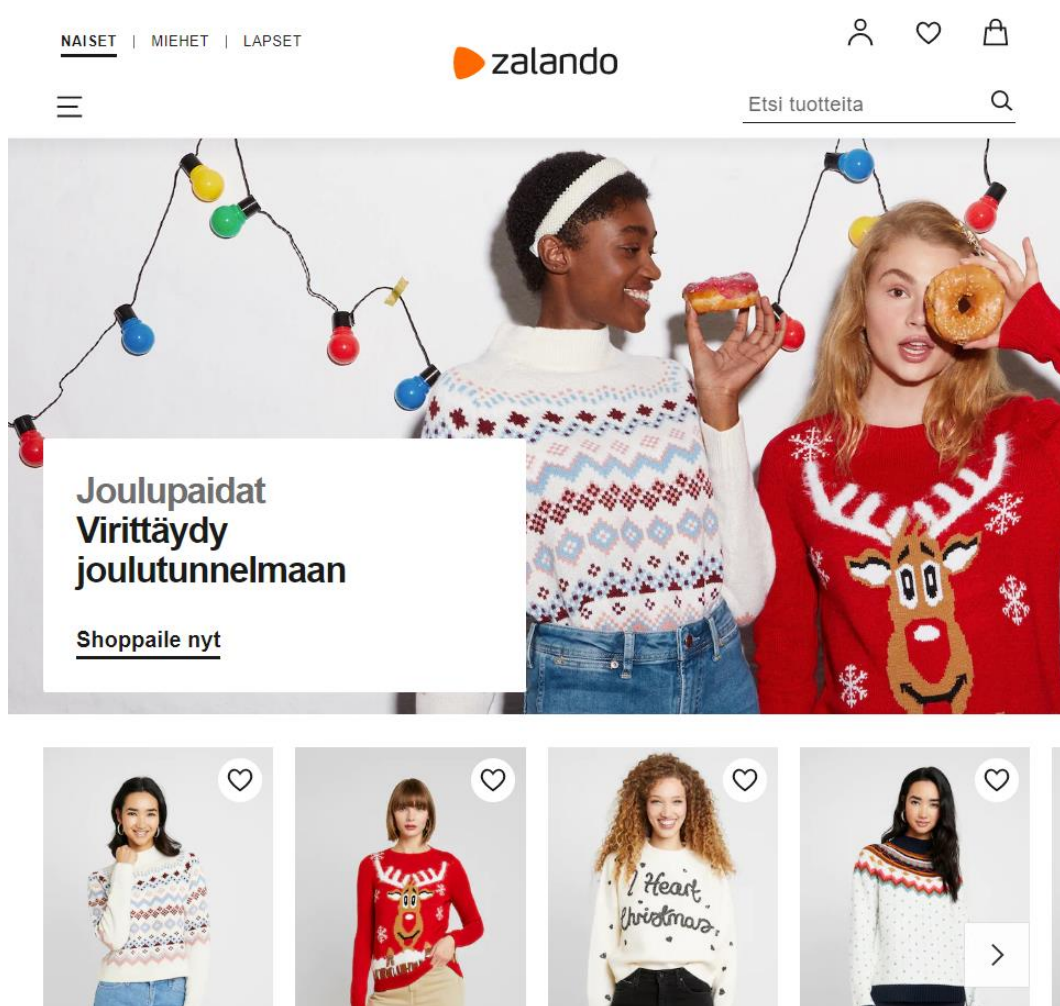 NAISET | MIEHET | LAPSET
zalando
Etsi tuotteita
Joulupaidat
Virittäydy
joulutunnelmaan
Shoppaile nyt
I Heart
Christmas